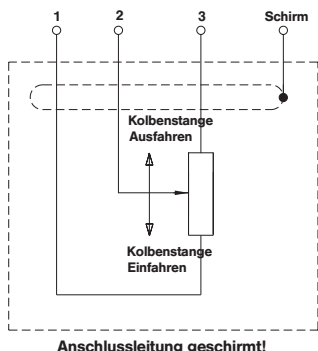 1 2 3 Schirm
Kolbenstange
Ausfahren
Kolbenstange
Einfahren
Anschlussleitung geschirmt!